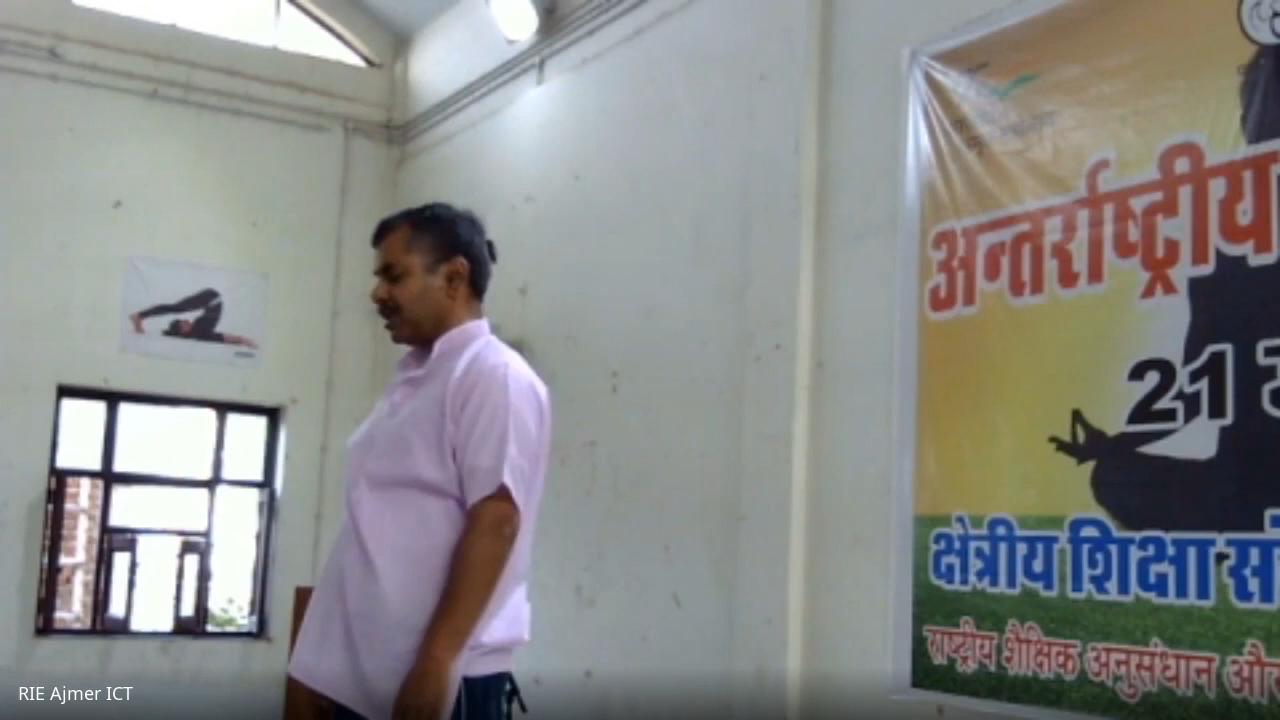 अन्तर्राष्ट्रीय
21
क्षेत्रीय शिक्षा
राष्ट्रीय शैक्षिक अनुसंधान और
RIE Ajmer ICT